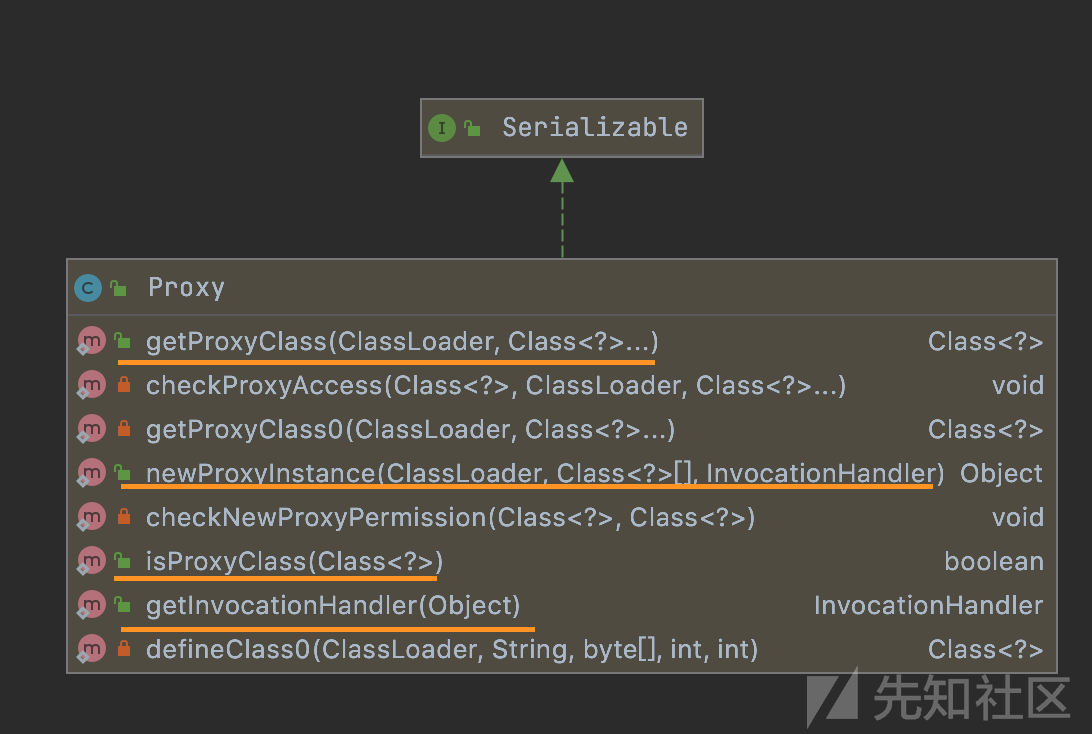 I Serializable
C Proxy
m getProxyClass(ClassLoader, Class<?>...) Class<?>
m checkProxyAccess(Class<?>, ClassLoader, Class<?>...) void
m getProxyClass0(ClassLoader, Class<?>...) Class<?>
m newProxyInstance(ClassLoader, Class<?>[], InvocationHandler) Object
m checkNewProxyPermission(Class<?>, Class<?>) void
m isProxyClass(Class<?>) boolean
m getInvocationHandler(Object) InvocationHandler
m defineClass0(ClassLoader, String, byte[], int, int) Class<?>
先知社区